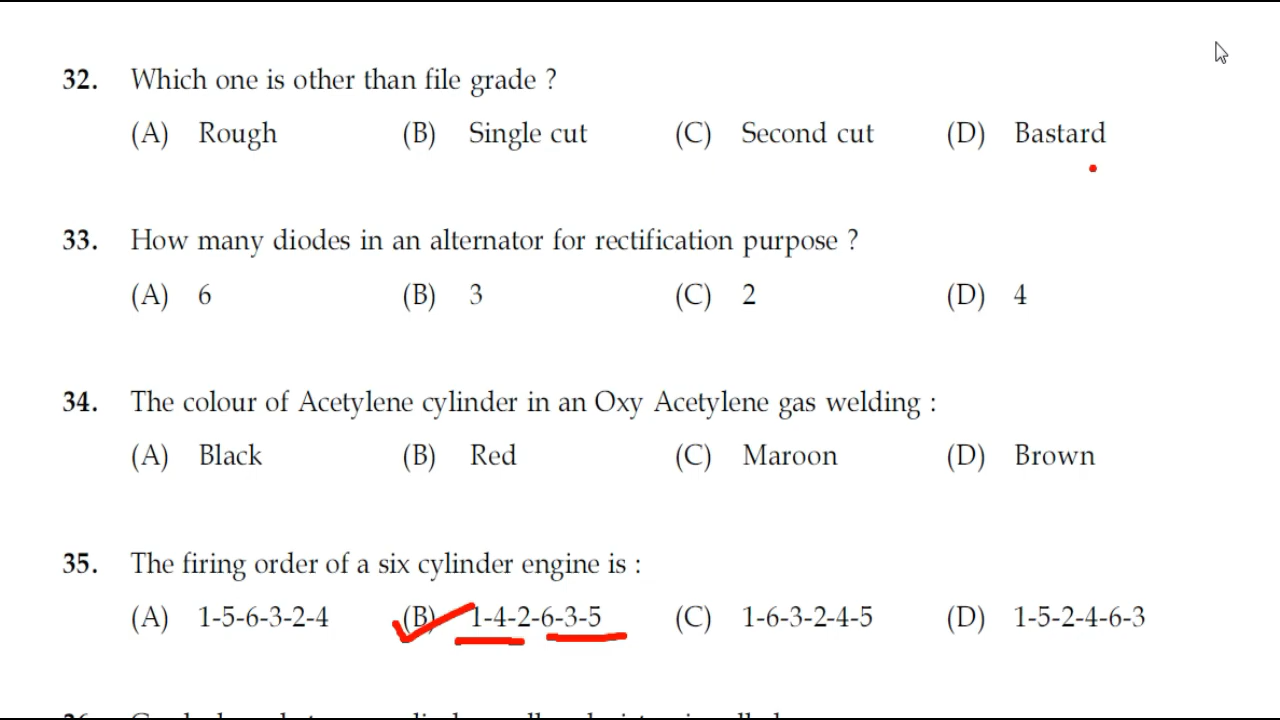 32. Which one is other than file grade ?
(A) Rough (B) Single cut (C) Second cut (D) Bastard
33. How many diodes in an alternator for rectification purpose ?
(A) 6 (B) 3 (C) 2 (D) 4
34. The colour of Acetylene cylinder in an Oxy Acetylene gas welding :
(A) Black (B) Red (C) Maroon (D) Brown
35. The firing order of a six cylinder engine is :
(A) 1-5-6-3-2-4 (B) 1-4-2-6-3-5 (C) 1-6-3-2-4-5 (D) 1-5-2-4-6-3